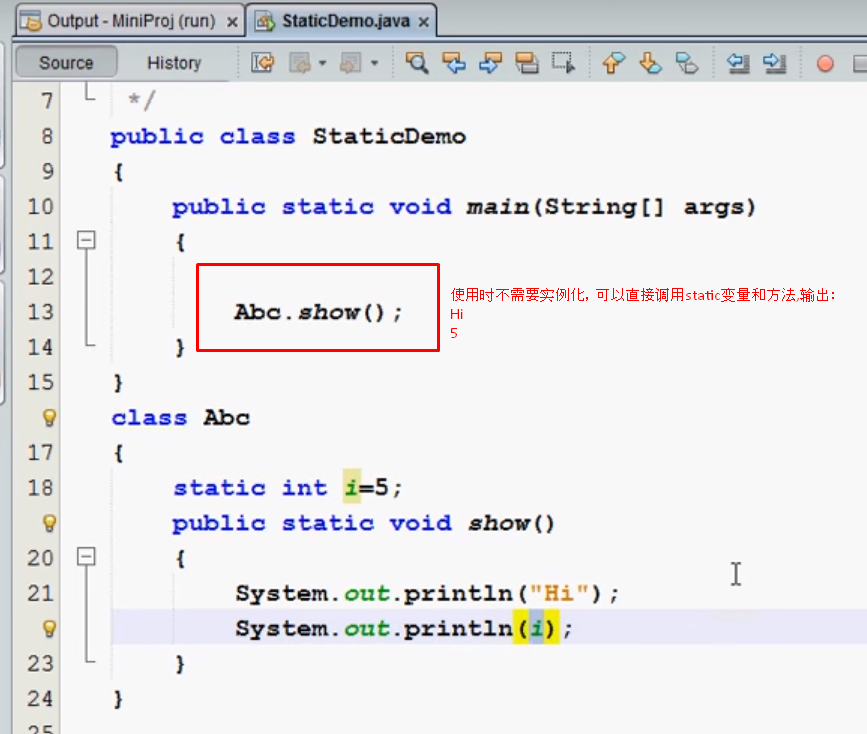 Output - MiniProj (run) × StaticDemo.java ×
Source History
7 */
8 public class StaticDemo
9 {
10 public static void main(String[] args)
11 {
12
13 Abc.show();
使用时不需要实例化, 可以直接调用static变量和方法,输出:
Hi
5
14 }
15 }
class Abc
17 {
18 static int i=5;
public static void show()
20 {
21 System.out.println("Hi");
System.out.println(i);
23 }
24 }
25